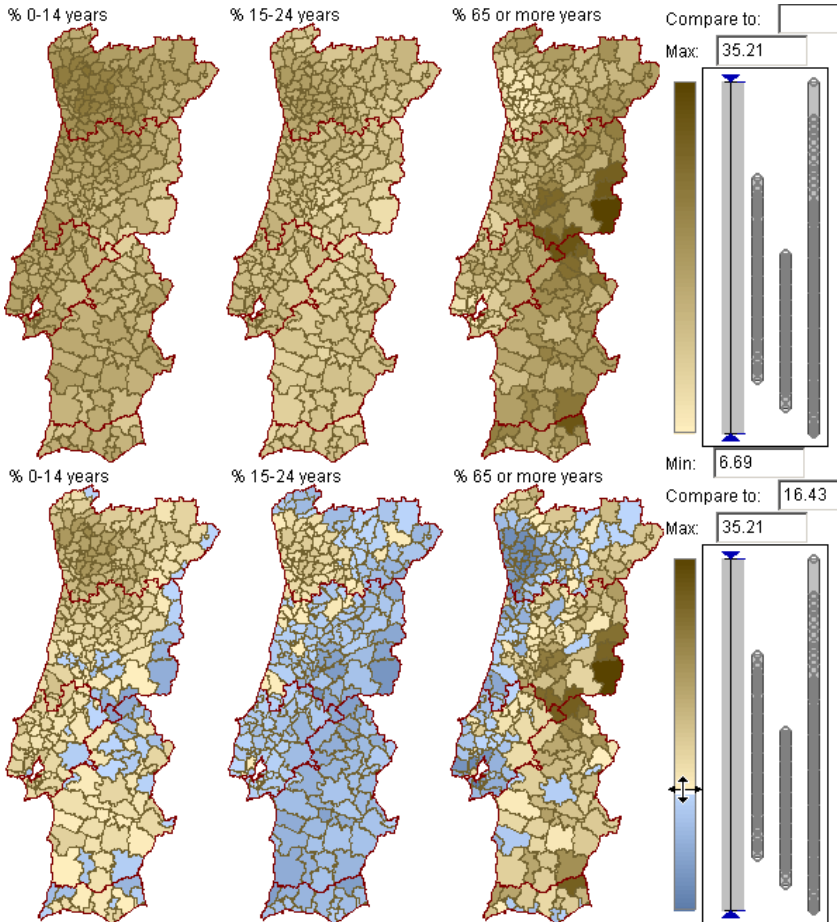 % 0-14 years
% 15-24 years
% 65 or more years
Compare to:
Max: 35.21
Min: 6.69
% 0-14 years
% 15-24 years
% 65 or more years
Compare to: 16.43
Max: 35.21